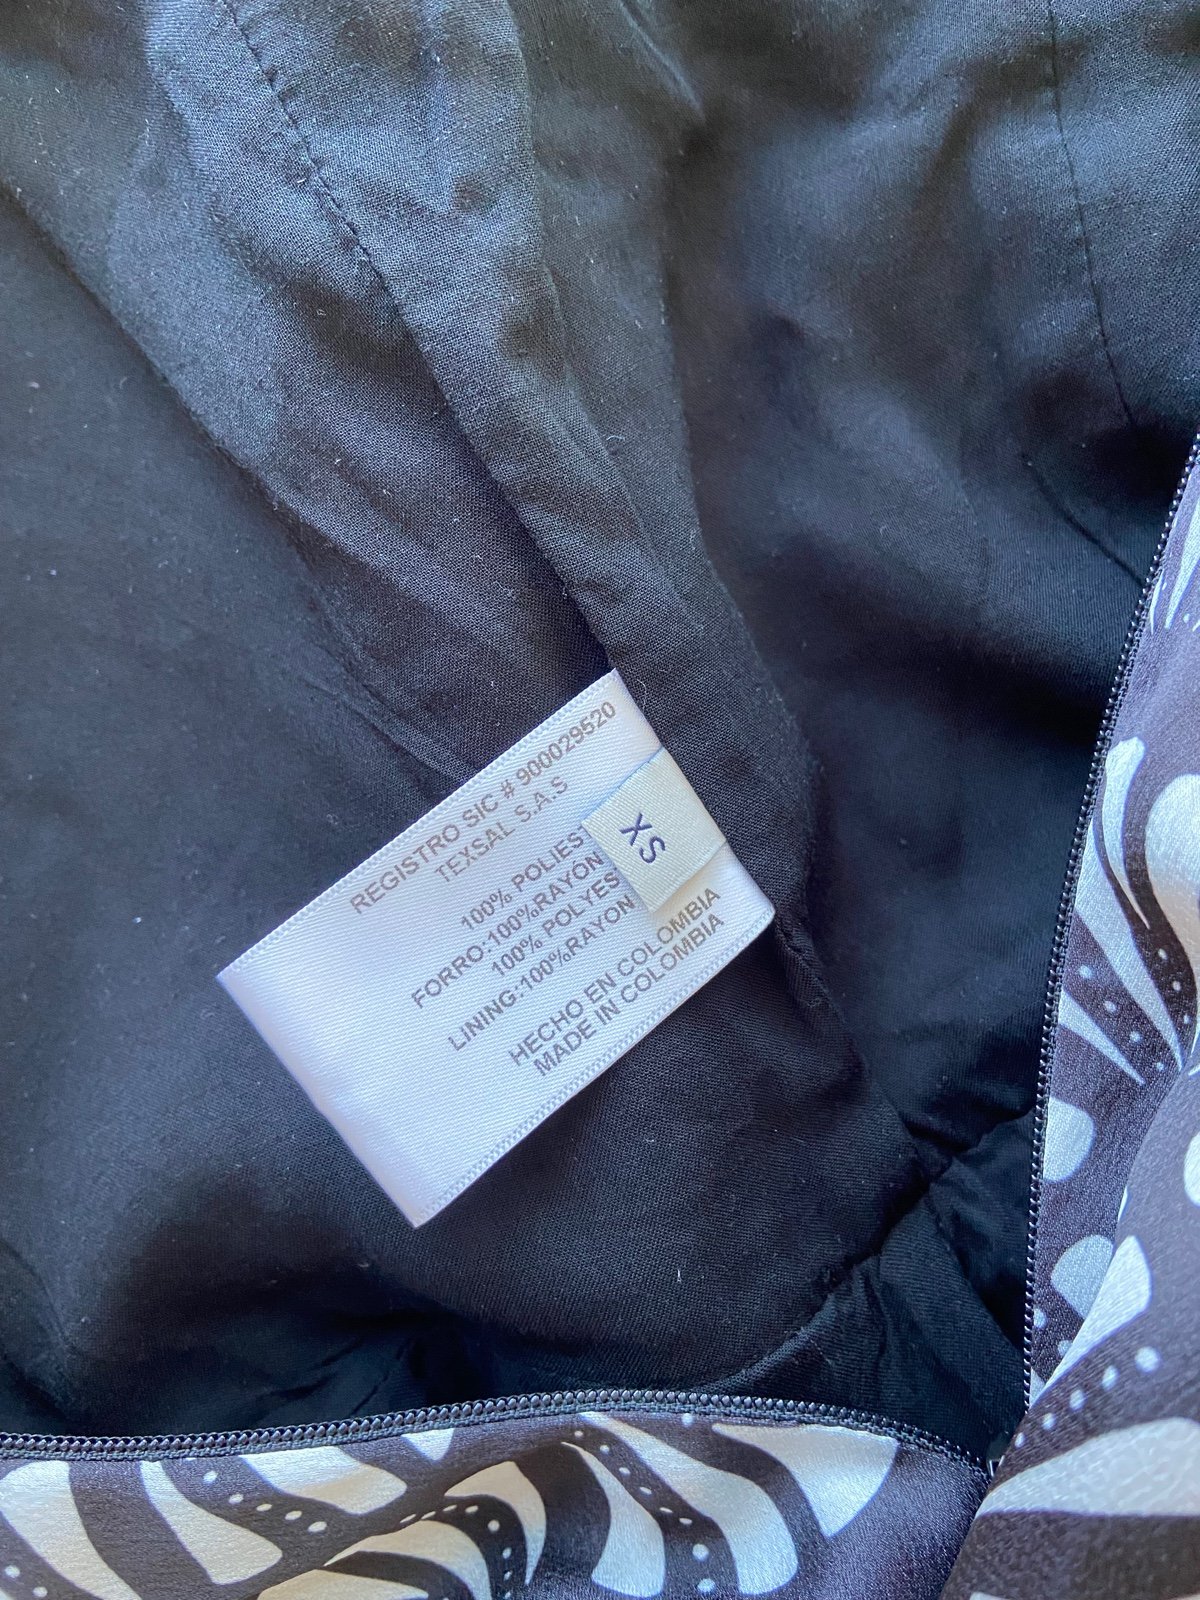 REGISTRO SIC # 900029520
TEXSAL S.A.S
100% POLIEST
FORRO:100%RAYON
100% POLYES
LINING:100%RAYON
HECHO EN COLOMBIA
MADE IN COLOMBIA
XS